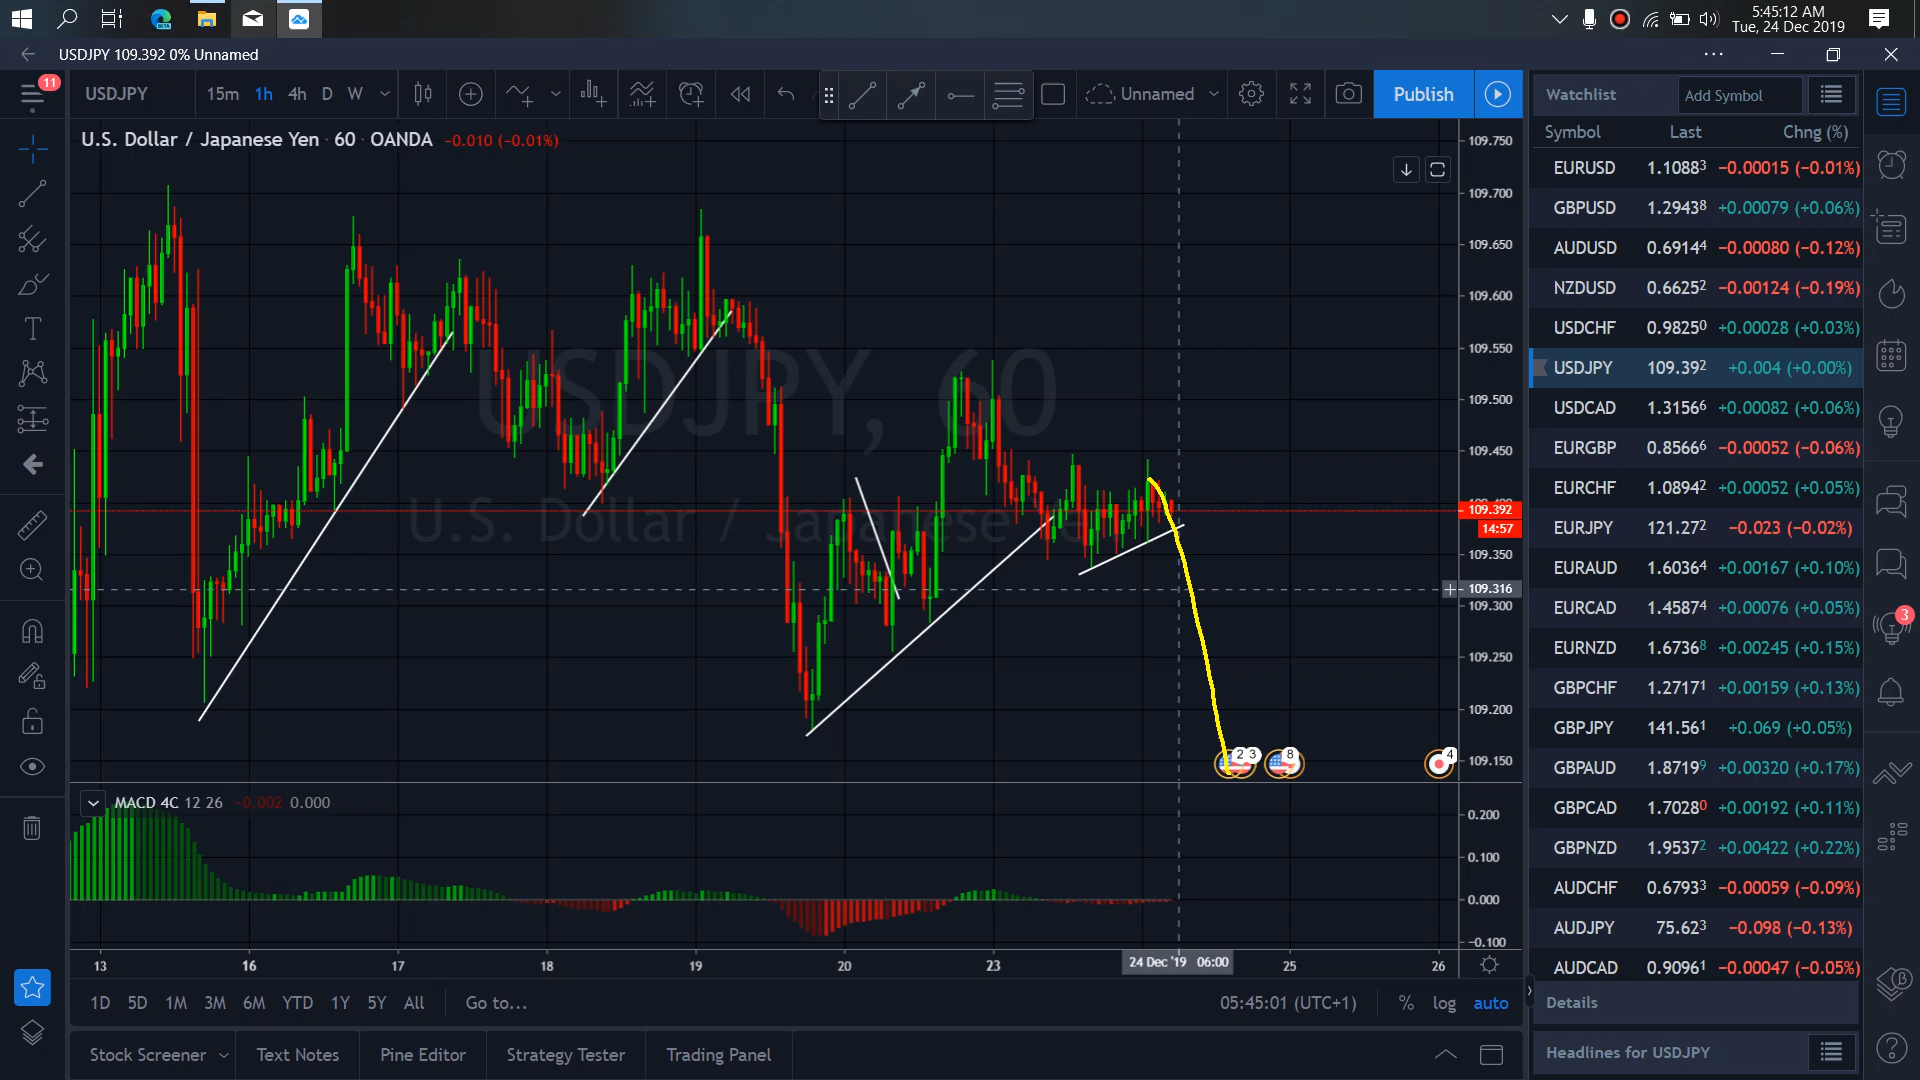 BETA
5:45:12 AM
Tue, 24 Dec 2019
USDJPY 109.392 0% Unnamed
11
USDJPY 15m 1h 4h D W Unnamed Publish
U.S. Dollar / Japanese Yen · 60 · OANDA −0.010 (−0.01%)
USDJPY, 60
U.S. Dollar / Japanese Yen
109.750
109.700
109.650
109.600
109.550
109.500
109.450
109.400
109.392
14:57
109.350
109.316
109.300
109.250
109.200
109.150
2 3 8 4
MACD 4C 12 26 −0.002 0.000
0.200
0.100
0.000
-0.100
13 16 17 18 19 20 23 24 Dec '19 06:00 25 26
1D 5D 1M 3M 6M YTD 1Y 5Y All Go to... 05:45:01 (UTC+1) % log auto
Stock Screener Text Notes Pine Editor Strategy Tester Trading Panel
Watchlist Add Symbol
Symbol Last Chng (%)
EURUSD 1.10883 −0.00015 (−0.01%)
GBPUSD 1.29438 +0.00079 (+0.06%)
AUDUSD 0.69144 −0.00080 (−0.12%)
NZDUSD 0.66252 −0.00124 (−0.19%)
USDCHF 0.98250 +0.00028 (+0.03%)
USDJPY 109.392 +0.004 (+0.00%)
USDCAD 1.31566 +0.00082 (+0.06%)
EURGBP 0.85666 −0.00052 (−0.06%)
EURCHF 1.08942 +0.00052 (+0.05%)
EURJPY 121.272 −0.023 (−0.02%)
EURAUD 1.60364 +0.00167 (+0.10%)
EURCAD 1.45874 +0.00076 (+0.05%)
EURNZD 1.67368 +0.00245 (+0.15%)
GBPCHF 1.27171 +0.00159 (+0.13%)
GBPJPY 141.561 +0.069 (+0.05%)
GBPAUD 1.87199 +0.00320 (+0.17%)
GBPCAD 1.70280 +0.00192 (+0.11%)
GBPNZD 1.95372 +0.00422 (+0.22%)
AUDCHF 0.67933 −0.00059 (−0.09%)
AUDJPY 75.623 −0.098 (−0.13%)
AUDCAD 0.90961 −0.00047 (−0.05%)
Details
Headlines for USDJPY
3